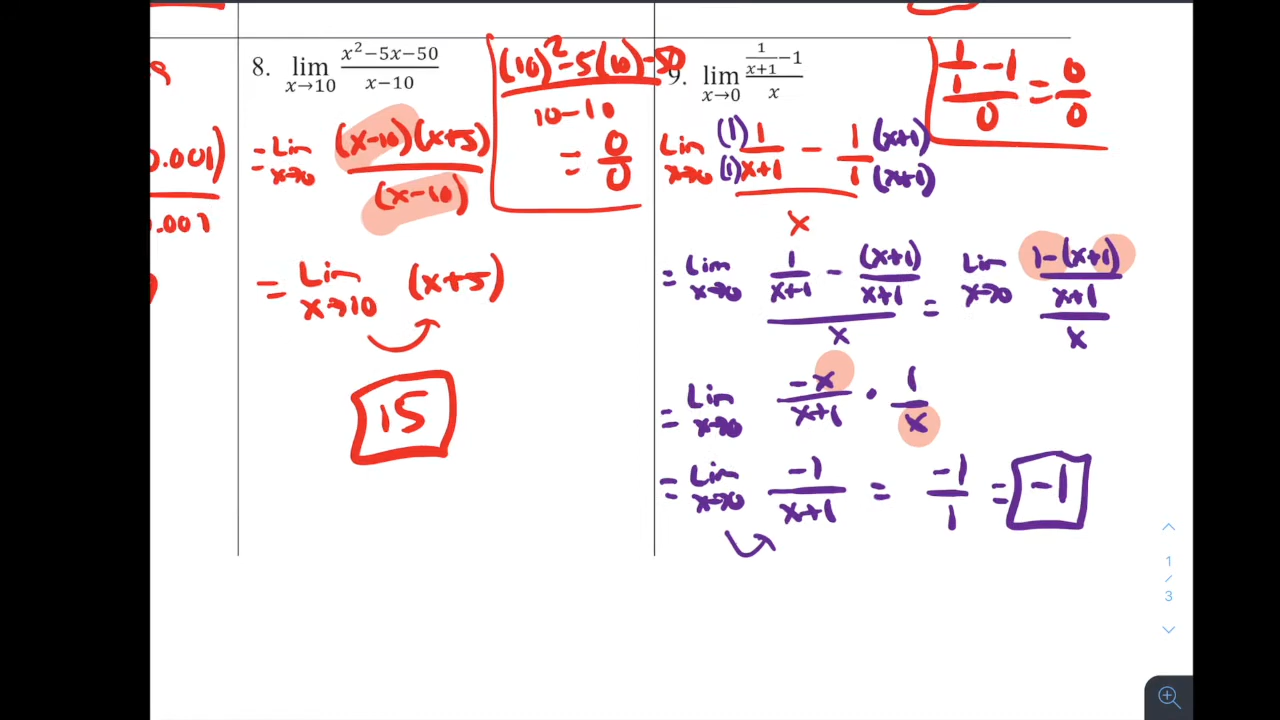 0.001)
0.001
8. lim x→10 (x²−5x−50)/(x−10)
(10)²−5(10)−50
10−10
= 0/0
= Lim x→10 (x−10)(x+5)/(x−10)
= Lim x→10 (x+5)
15
9. lim x→0 (1/(x+1) −1)/x
(1/1 −1)/0 = 0/0
Lim x→0 ((1)1/(1)x+1 − 1(x+1)/1(x+1))/x
= Lim x→0 (1/(x+1) − (x+1)/(x+1))/x = Lim x→0 ((1−(x+1))/(x+1))/x
= Lim x→0 −x/(x+1) · 1/x
= Lim x→0 −1/(x+1) = −1/1 = −1
1
/
3